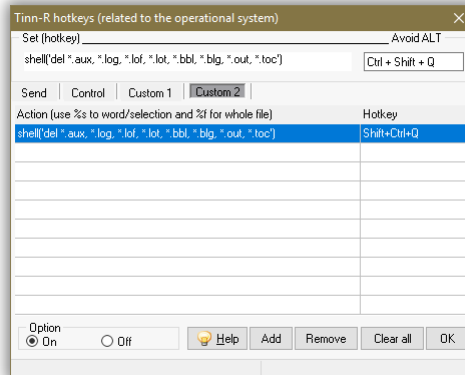 Tinn-R hotkeys (related to the operational system)
Set (hotkey) Avoid ALT
shell('del *.aux, *.log, *.lof, *.lot, *.bbl, *.blg, *.out, *.toc') Ctrl + Shift + Q
Send Control Custom 1 Custom 2
Action (use %s to word/selection and %f for whole file) Hotkey
shell('del *.aux, *.log, *.lof, *.lot, *.bbl, *.blg, *.out, *.toc') Shift+Ctrl+Q
Option
On Off Help Add Remove Clear all OK